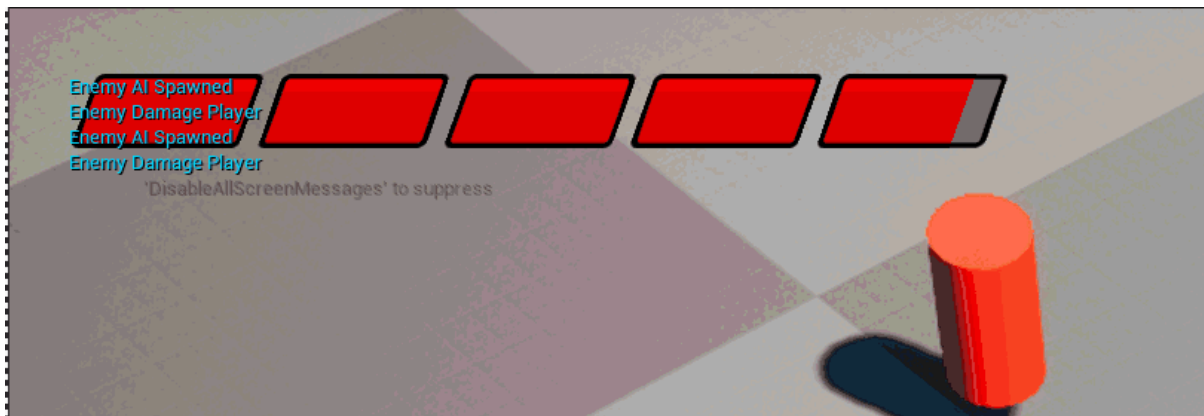 Enemy AI Spawned
Enemy Damage Player
Enemy AI Spawned
Enemy Damage Player
'DisableAllScreenMessages' to suppress